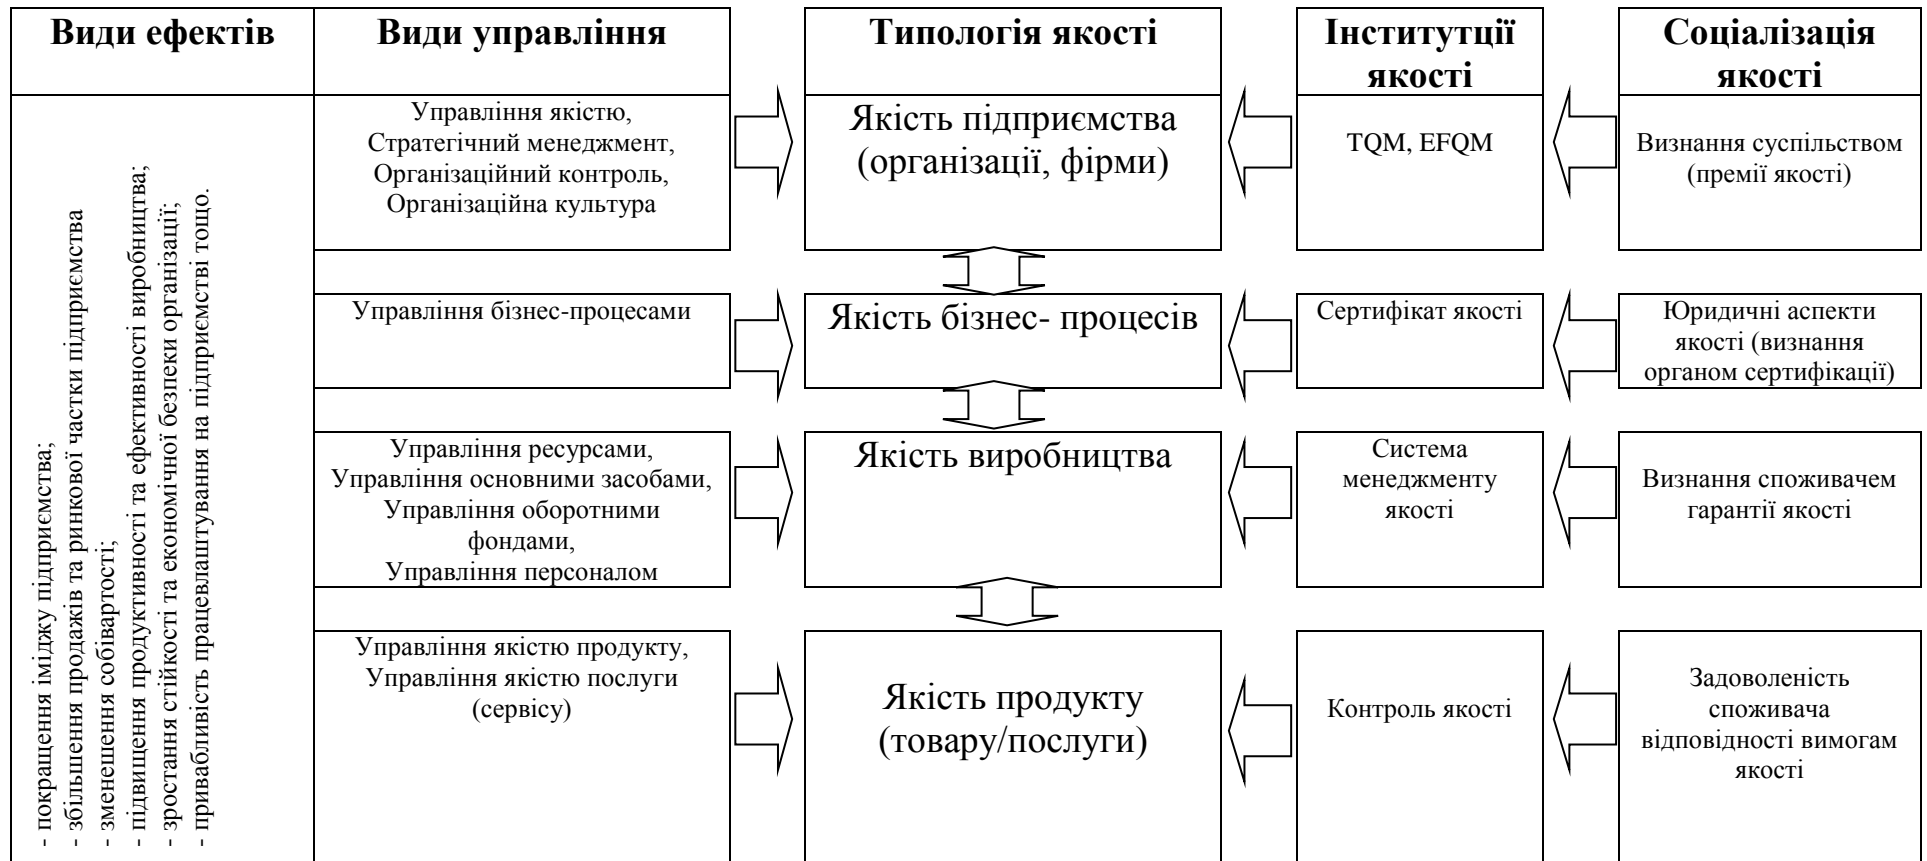 Види ефектів
Види управління
Типологія якості
Інститутції
якості
Соціалізація
якості
- покращення іміджу підприємства;
- збільшення продажів та ринкової частки підприємства
- зменешення собівартості;
- підвищення продуктивності та ефективності виробництва;
- зростання стійкості та економічної безпеки організації;
- привабливість працевлаштування на підприємстві тощо.
Управління якістю,
Стратегічний менеджмент,
Організаційний контроль,
Організаційна культура
Якість підприємства
(організації, фірми)
TQM, EFQM
Визнання суспільством
(премії якості)
Управління бізнес-процесами
Якість бізнес- процесів
Сертифікат якості
Юридичні аспекти
якості (визнання
органом сертифікації)
Управління ресурсами,
Управління основними засобами,
Управління оборотними
фондами,
Управління персоналом
Якість виробництва
Система
менеджменту
якості
Визнання споживачем
гарантії якості
Управління якістю продукту,
Управління якістю послуги
(сервісу)
Якість продукту
(товару/послуги)
Контроль якості
Задоволеність
споживача
відповідності вимогам
якості